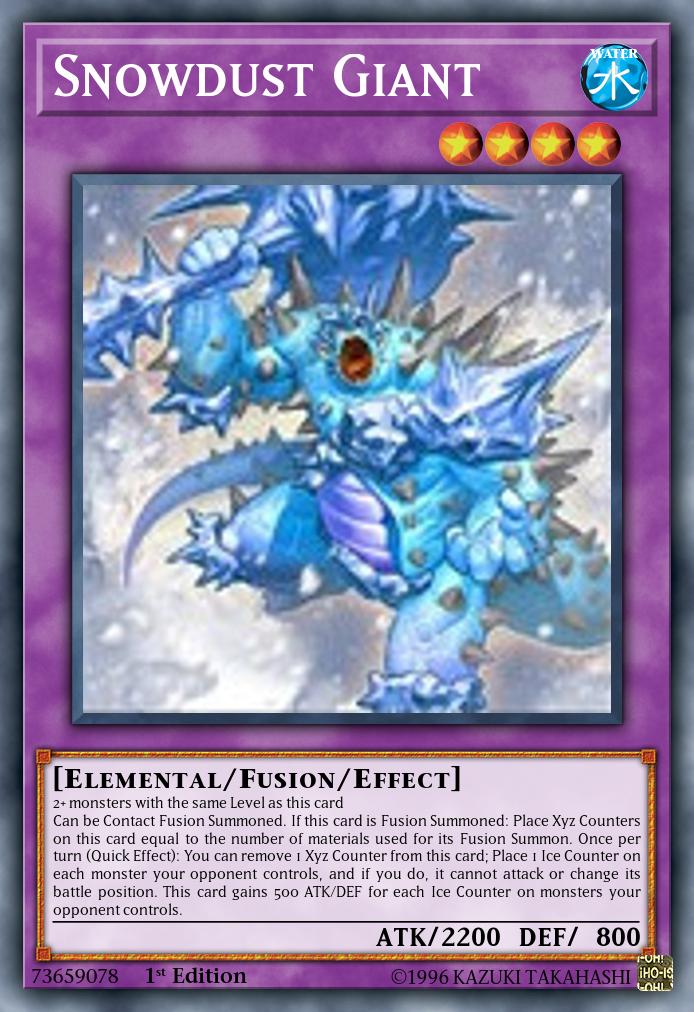 Snowdust Giant
WATER
水
[Elemental/Fusion/Effect]
2+ monsters with the same Level as this card
Can be Contact Fusion Summoned. If this card is Fusion Summoned: Place Xyz Counters
on this card equal to the number of materials used for its Fusion Summon. Once per
turn (Quick Effect): You can remove 1 Xyz Counter from this card; Place 1 Ice Counter on
each monster your opponent controls, and if you do, it cannot attack or change its
battle position. This card gains 500 ATK/DEF for each Ice Counter on monsters your
opponent controls.
ATK/2200 DEF/ 800
73659078 1st Edition ©1996 KAZUKI TAKAHASHI